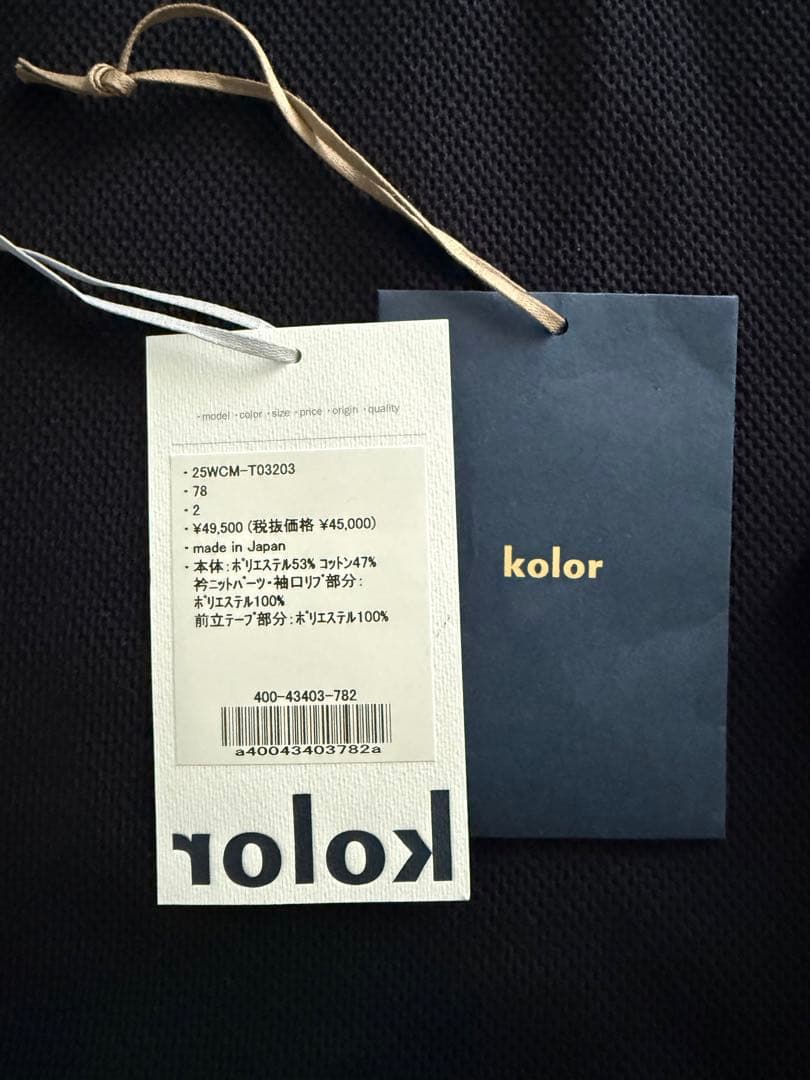 ·model ·color ·size ·price ·origin ·quality
· 25WCM-T03203
· 78
· 2
· ¥49,500 (税抜価格 ¥45,000)
· made in Japan
· 本体:ﾎﾟﾘｴｽﾃﾙ53% ｺｯﾄﾝ47%
衿ニットパーツ・袖口ﾘﾌﾞ部分:
ﾎﾟﾘｴｽﾃﾙ100%
前立ﾃｰﾌﾟ部分:ﾎﾟﾘｴｽﾃﾙ100%
400-43403-782
a40043403782a
kolor
kolor